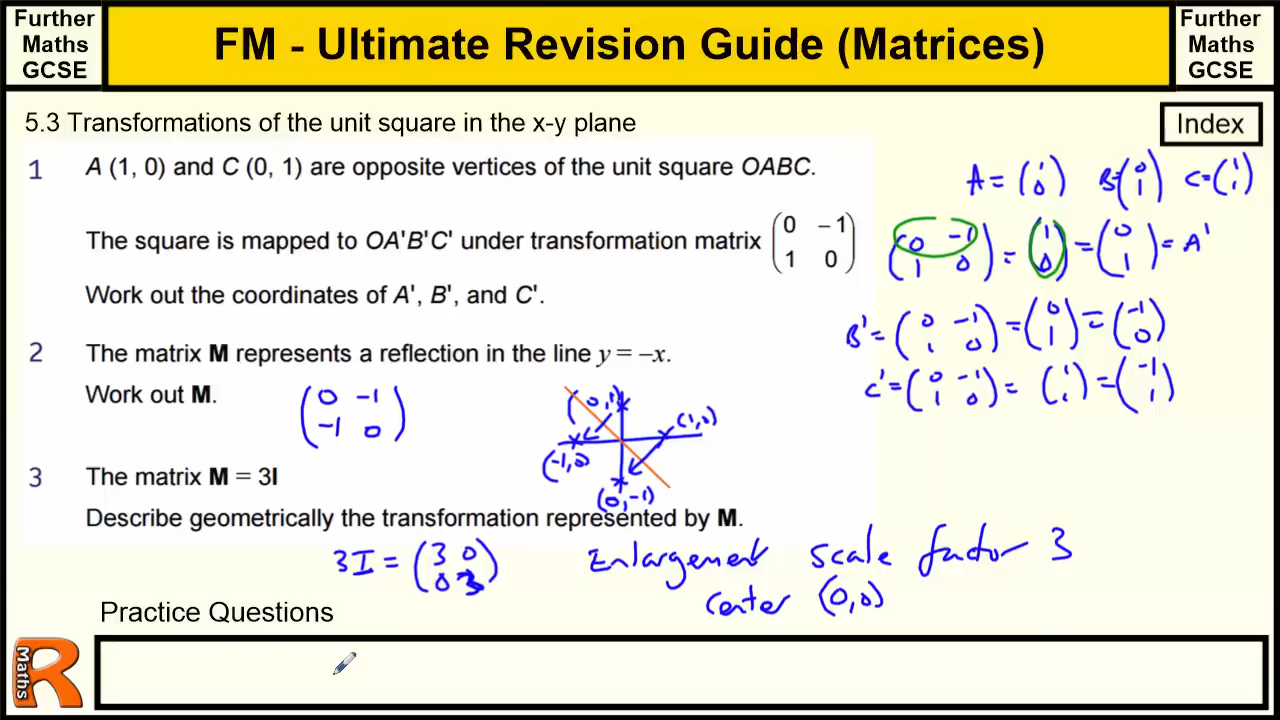 Further
Maths
GCSE
FM - Ultimate Revision Guide (Matrices)
Further
Maths
GCSE
5.3 Transformations of the unit square in the x-y plane
Index
1 A (1, 0) and C (0, 1) are opposite vertices of the unit square OABC.
The square is mapped to OA'B'C' under transformation matrix (0 -1
1 0)
Work out the coordinates of A', B', and C'.
A = (1
0) B = (0
1) C = (1
1)
(0 -1
1 0) = (1
0) = (0
1) = A'
B' = (0 -1
1 0) = (0
1) = (-1
0)
C' = (0 -1
1 0) = (1
1) = (-1
1)
2 The matrix M represents a reflection in the line y = –x.
Work out M.
(0 -1
-1 0)
(0,1)
(1,0)
(-1,0
(0,-1)
3 The matrix M = 3I
Describe geometrically the transformation represented by M.
3I = (3 0
0 3)
Enlargement scale factor 3
center (0,0)
Practice Questions
Maths
R